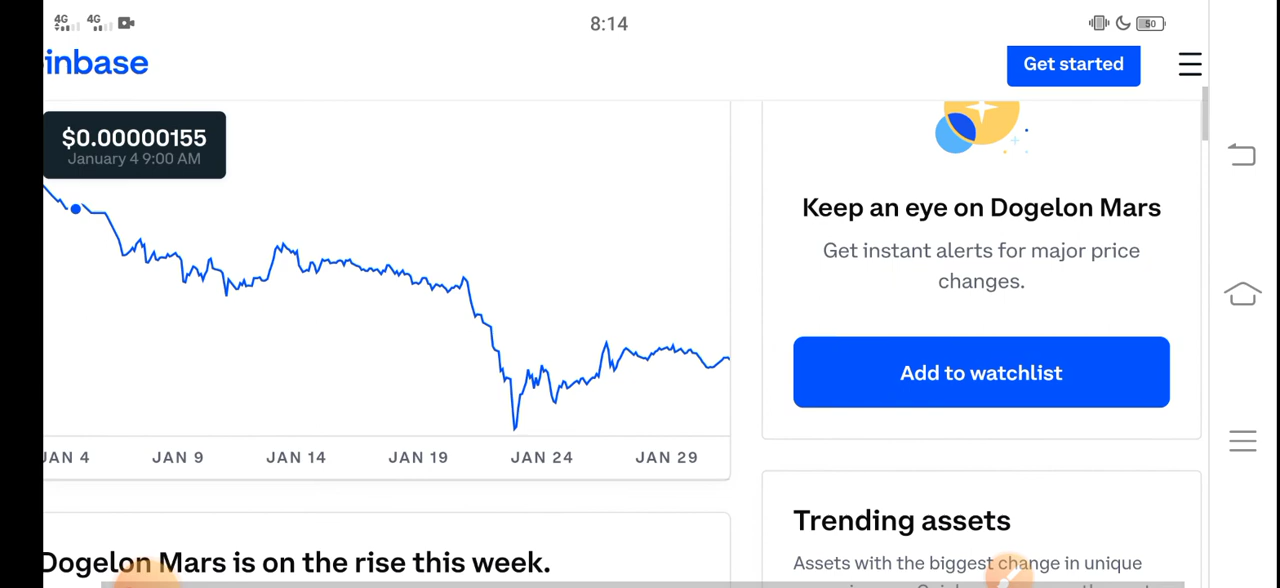 4G 4G 8:14 50
inbase
Get started
$0.00000155
January 4 9:00 AM
JAN 4 JAN 9 JAN 14 JAN 19 JAN 24 JAN 29
Dogelon Mars is on the rise this week.
Keep an eye on Dogelon Mars
Get instant alerts for major price
changes.
Add to watchlist
Trending assets
Assets with the biggest change in unique